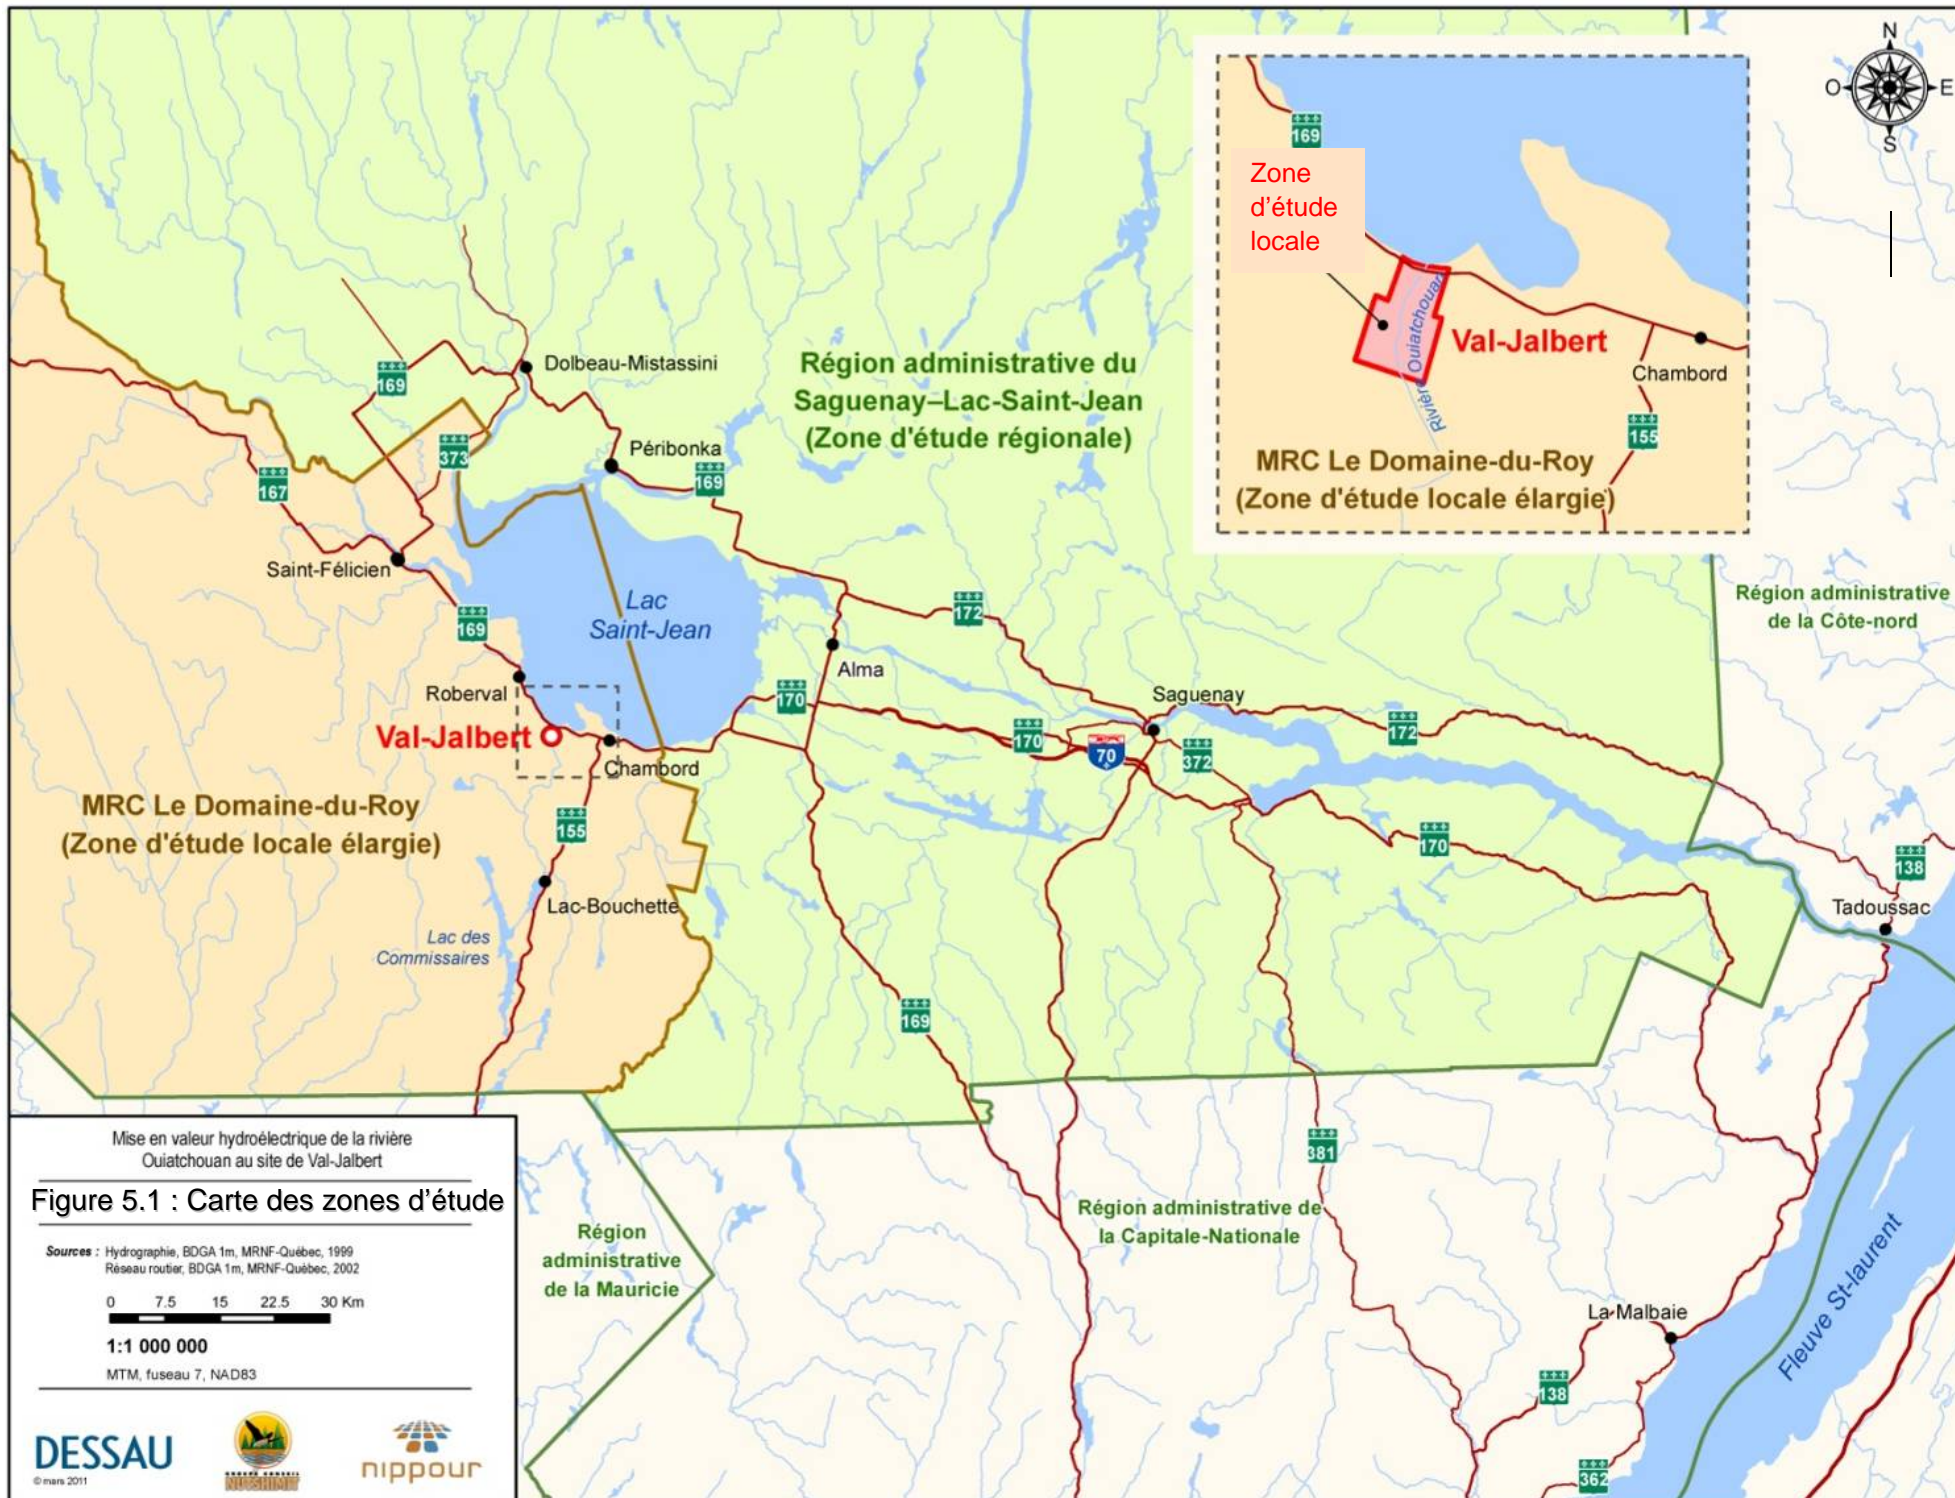 N
O
E
S
169
Zone
d'étude
locale
Rivière Ouiatchouan
Val-Jalbert
Chambord
155
MRC Le Domaine-du-Roy
(Zone d'étude locale élargie)
169
Dolbeau-Mistassini
Région administrative du
Saguenay–Lac-Saint-Jean
(Zone d'étude régionale)
373
Péribonka
169
167
Saint-Félicien
169
Lac
Saint-Jean
172
Région administrative
de la Côte-nord
Alma
Roberval
170
Saguenay
Val-Jalbert
170
70
372
172
Chambord
MRC Le Domaine-du-Roy
(Zone d'étude locale élargie)
155
170
138
Lac-Bouchette
Tadoussac
Lac des
Commissaires
169
381
Région administrative de
la Capitale-Nationale
Région
administrative
de la Mauricie
La Malbaie
Fleuve St-laurent
138
362
Mise en valeur hydroélectrique de la rivière
Ouiatchouan au site de Val-Jalbert
Figure 5.1 : Carte des zones d'étude
Sources : Hydrographie, BDGA 1m, MRNF-Québec, 1999
Réseau routier, BDGA 1m, MRNF-Québec, 2002
0 7.5 15 22.5 30 Km
1:1 000 000
MTM, fuseau 7, NAD83
DESSAU
© mars 2011
GROUPE CONSEIL
NUTSHIMIT
nippour